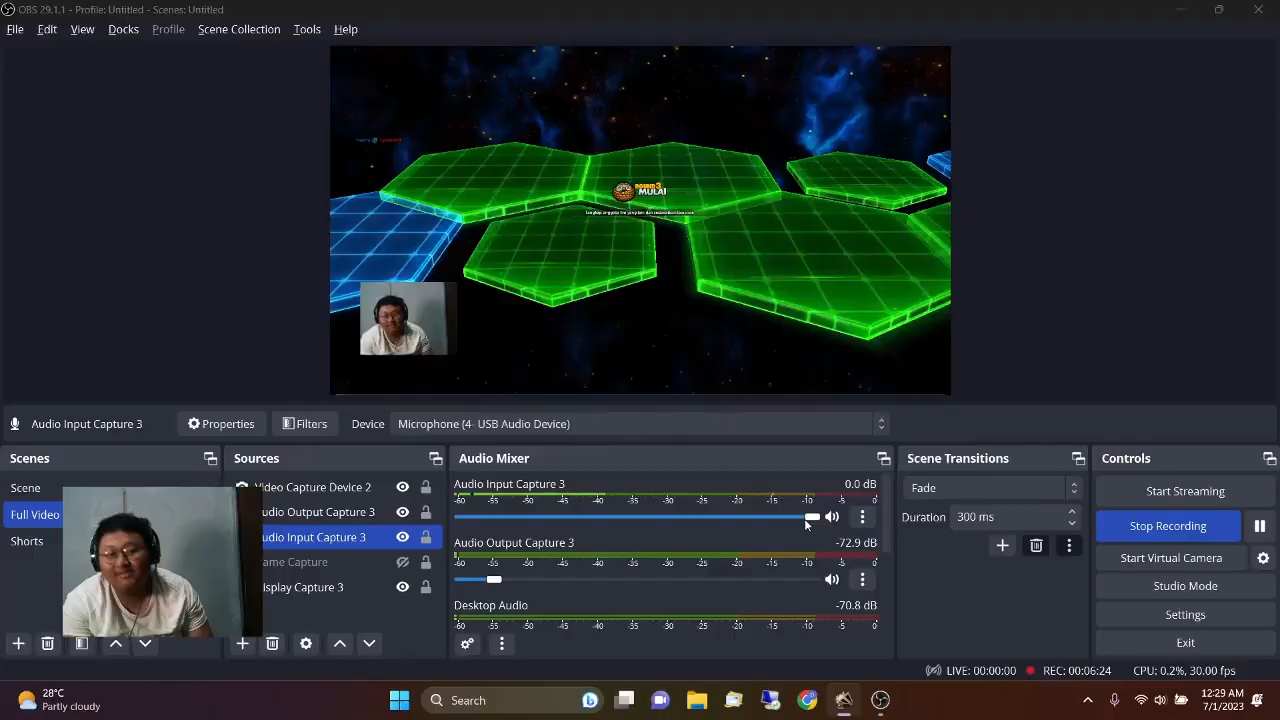 OBS 29.1.1 - Profile: Untitled - Scenes: Untitled
File Edit View Docks Profile Scene Collection Tools Help
ROUND 3
MULAI
Audio Input Capture 3 Properties Filters Device Microphone (4- USB Audio Device)
Scenes Sources Audio Mixer Scene Transitions Controls
Scene
Full Video
Shorts
Video Capture Device 2
udio Output Capture 3
udio Input Capture 3
ame Capture
isplay Capture 3
Audio Input Capture 3 0.0 dB
-60 -55 -50 -45 -40 -35 -30 -25 -20 -15 -10 -5 0
Audio Output Capture 3 -72.9 dB
-60 -55 -50 -45 -40 -35 -30 -25 -20 -15 -10 -5 0
Desktop Audio -70.8 dB
-60 -55 -50 -45 -40 -35 -30 -25 -20 -15 -10 -5 0
Fade
Duration 300 ms
Start Streaming
Stop Recording
Start Virtual Camera
Studio Mode
Settings
Exit
LIVE: 00:00:00 REC: 00:06:24 CPU: 0.2%, 30.00 fps
28°C
Partly cloudy
Search
12:29 AM
7/1/2023